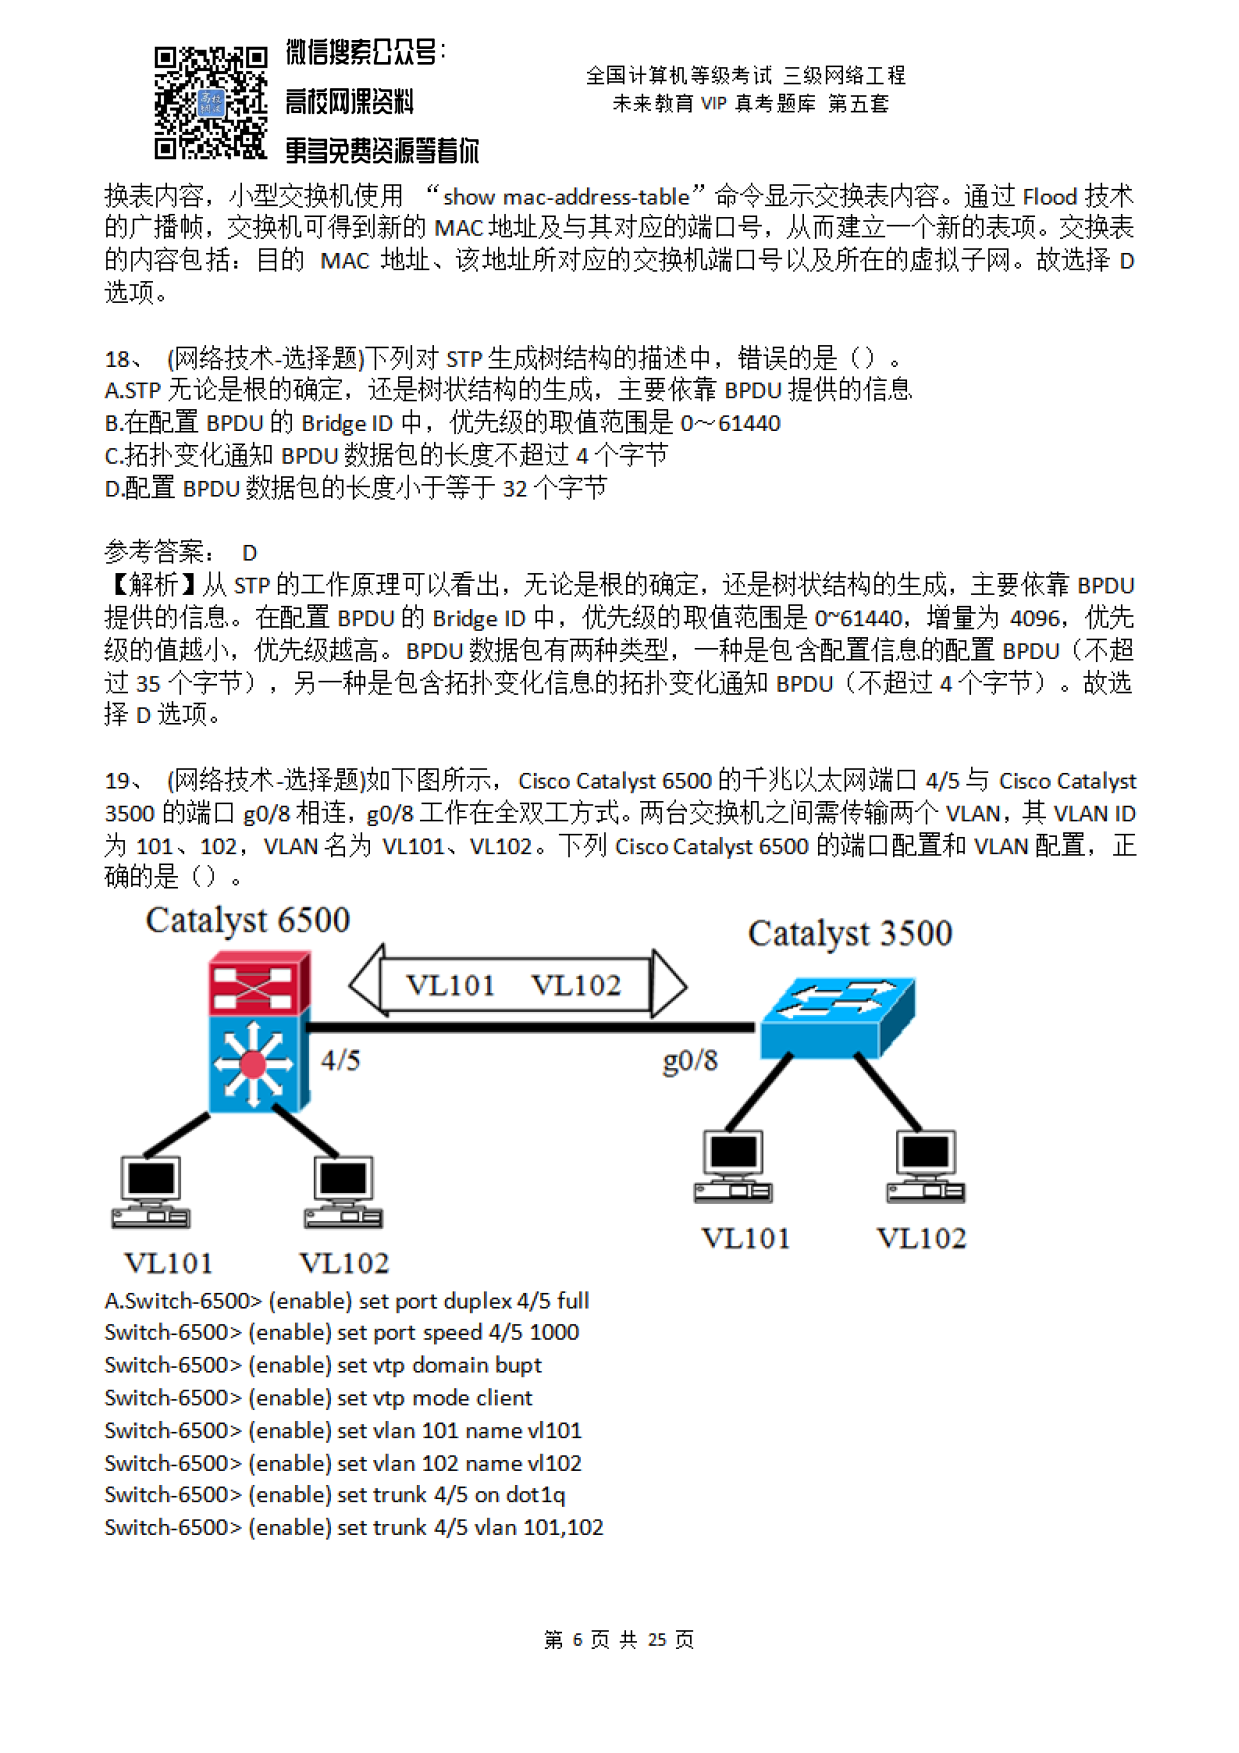 微信搜索公众号：
高校网课资料
更多免费资源等着你
全国计算机等级考试 三级网络工程
未来教育 VIP 真考题库 第五套
换表内容，小型交换机使用 “show mac-address-table”命令显示交换表内容。通过 Flood 技术
的广播帧，交换机可得到新的 MAC 地址及与其对应的端口号，从而建立一个新的表项。交换表
的内容包括：目的 MAC 地址、该地址所对应的交换机端口号以及所在的虚拟子网。故选择 D
选项。
18、 (网络技术-选择题)下列对 STP 生成树结构的描述中，错误的是（）。
A.STP 无论是根的确定，还是树状结构的生成，主要依靠 BPDU 提供的信息
B.在配置 BPDU 的 Bridge ID 中，优先级的取值范围是 0～61440
C.拓扑变化通知 BPDU 数据包的长度不超过 4 个字节
D.配置 BPDU 数据包的长度小于等于 32 个字节
参考答案： D
【解析】从 STP 的工作原理可以看出，无论是根的确定，还是树状结构的生成，主要依靠 BPDU
提供的信息。在配置 BPDU 的 Bridge ID 中，优先级的取值范围是 0~61440，增量为 4096，优先
级的值越小，优先级越高。BPDU 数据包有两种类型，一种是包含配置信息的配置 BPDU（不超
过 35 个字节），另一种是包含拓扑变化信息的拓扑变化通知 BPDU（不超过 4 个字节）。故选
择 D 选项。
19、 (网络技术-选择题)如下图所示，Cisco Catalyst 6500 的千兆以太网端口 4/5 与 Cisco Catalyst
3500 的端口 g0/8 相连，g0/8 工作在全双工方式。两台交换机之间需传输两个 VLAN，其 VLAN ID
为 101、102，VLAN 名为 VL101、VL102。下列 Cisco Catalyst 6500 的端口配置和 VLAN 配置，正
确的是（）。
Catalyst 6500
Catalyst 3500
VL101 VL102
4/5
g0/8
VL101 VL102
VL101 VL102
A.Switch-6500> (enable) set port duplex 4/5 full
Switch-6500> (enable) set port speed 4/5 1000
Switch-6500> (enable) set vtp domain bupt
Switch-6500> (enable) set vtp mode client
Switch-6500> (enable) set vlan 101 name vl101
Switch-6500> (enable) set vlan 102 name vl102
Switch-6500> (enable) set trunk 4/5 on dot1q
Switch-6500> (enable) set trunk 4/5 vlan 101,102
第 6 页 共 25 页